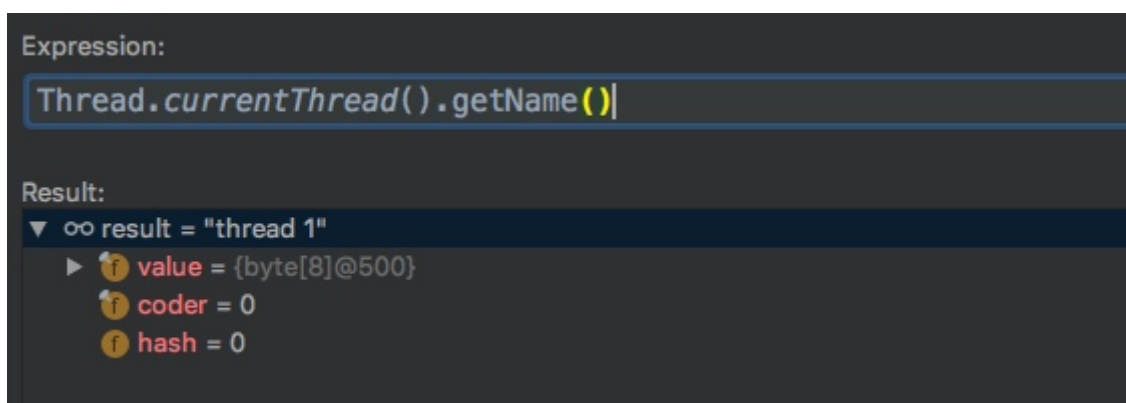 Expression:
Thread.currentThread().getName()
Result:
result = "thread 1"
value = {byte[8]@500}
coder = 0
hash = 0